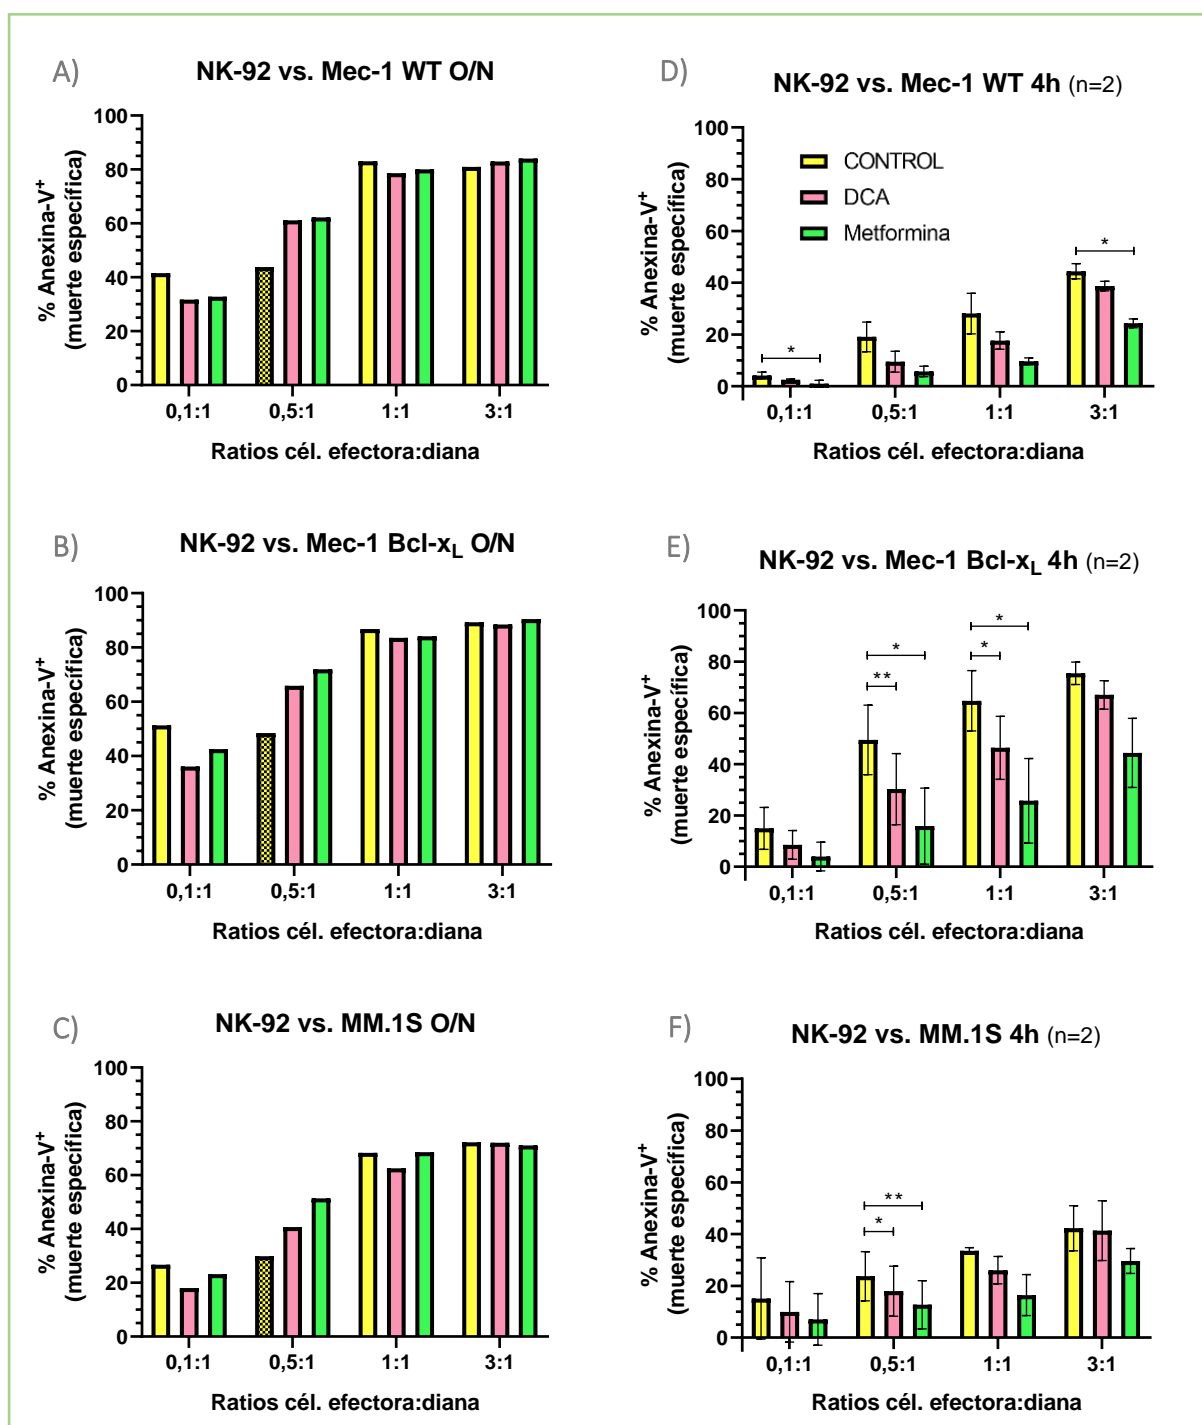 A)
NK-92 vs. Mec-1 WT O/N
% Anexina-V⁺
(muerte específica)
100
80
60
40
20
0
0,1:1 0,5:1 1:1 3:1
Ratios cél. efectora:diana
D)
NK-92 vs. Mec-1 WT 4h (n=2)
% Anexina-V⁺
(muerte específica)
100
80
60
40
20
0
CONTROL
DCA
Metformina
*
*
0,1:1 0,5:1 1:1 3:1
Ratios cél. efectora:diana
B)
NK-92 vs. Mec-1 Bcl-xL O/N
% Anexina-V⁺
(muerte específica)
100
80
60
40
20
0
0,1:1 0,5:1 1:1 3:1
Ratios cél. efectora:diana
E)
NK-92 vs. Mec-1 Bcl-xL 4h (n=2)
% Anexina-V⁺
(muerte específica)
100
80
60
40
20
0
*
**
*
*
0,1:1 0,5:1 1:1 3:1
Ratios cél. efectora:diana
C)
NK-92 vs. MM.1S O/N
% Anexina-V⁺
(muerte específica)
100
80
60
40
20
0
0,1:1 0,5:1 1:1 3:1
Ratios cél. efectora:diana
F)
NK-92 vs. MM.1S 4h (n=2)
% Anexina-V⁺
(muerte específica)
100
80
60
40
20
0
**
*
0,1:1 0,5:1 1:1 3:1
Ratios cél. efectora:diana